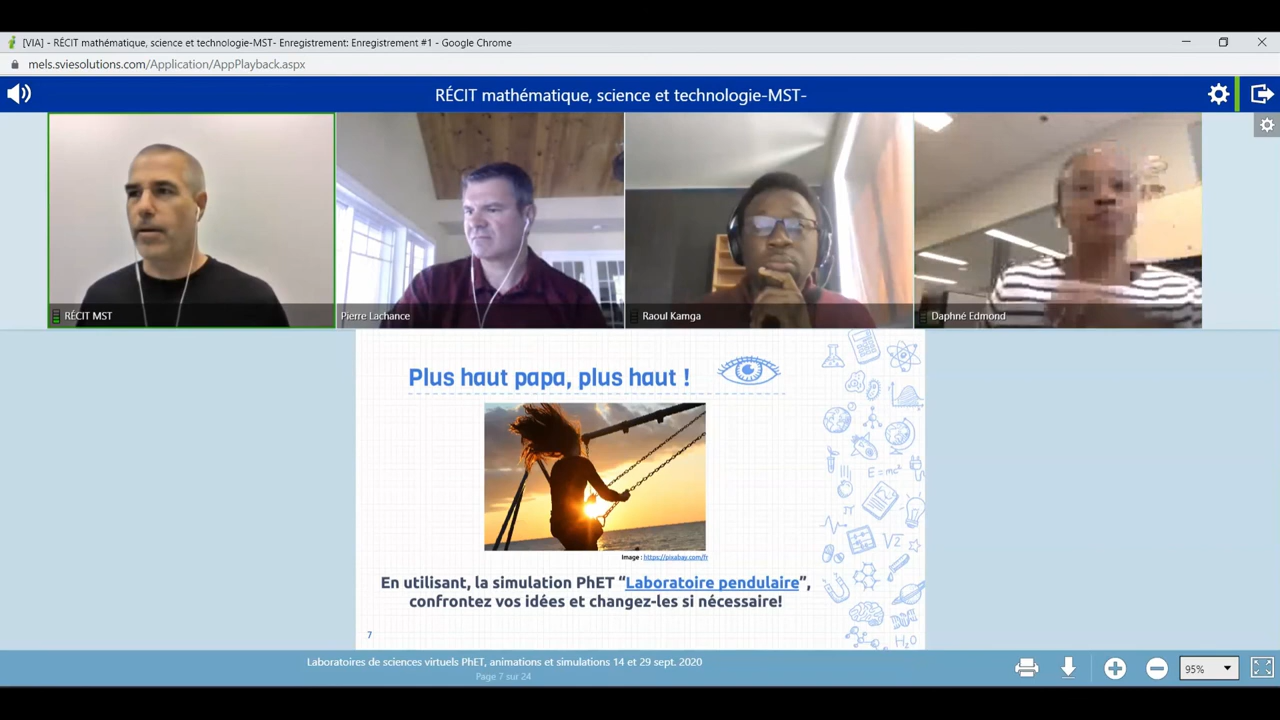 [VIA] - RÉCIT mathématique, science et technologie-MST- Enregistrement: Enregistrement #1 - Google Chrome
mels.sviesolutions.com/Application/AppPlayback.aspx
RÉCIT mathématique, science et technologie-MST-
RÉCIT MST
Pierre Lachance
Raoul Kamga
Daphné Edmond
Plus haut papa, plus haut !
E=mc²
π
√2
Image : https://pixabay.com/fr
En utilisant, la simulation PhET “Laboratoire pendulaire”,
confrontez vos idées et changez-les si nécessaire!
7
H₂O
Laboratoires de sciences virtuels PhET, animations et simulations 14 et 29 sept. 2020
Page 7 sur 24
95%